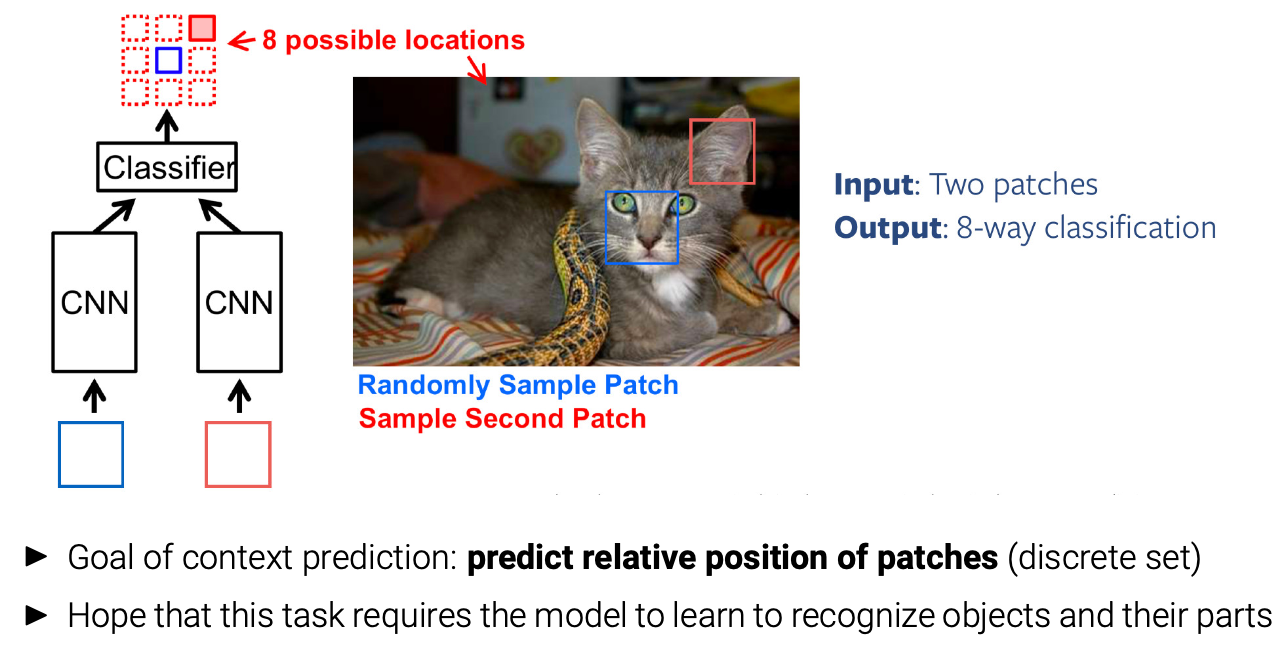 8 possible locations
Classifier
CNN
CNN
Randomly Sample Patch
Sample Second Patch
Input: Two patches
Output: 8-way classification
► Goal of context prediction: predict relative position of patches (discrete set)
► Hope that this task requires the model to learn to recognize objects and their parts